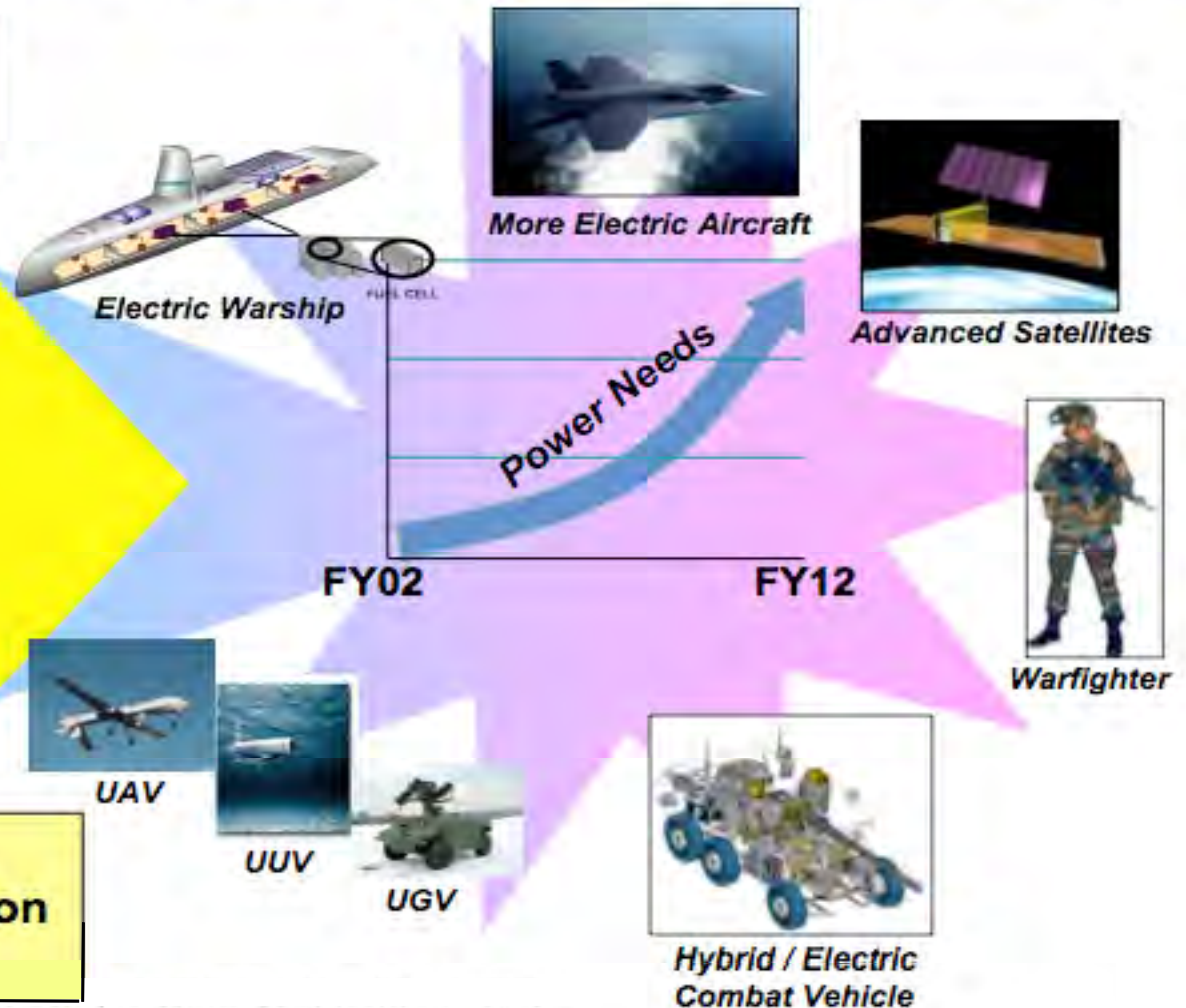 More Electric Aircraft
Electric Warship
FUEL CELL
Advanced Satellites
Power Needs
FY02
FY12
Warfighter
UAV
UUV
UGV
on
Hybrid / Electric
Combat Vehicle